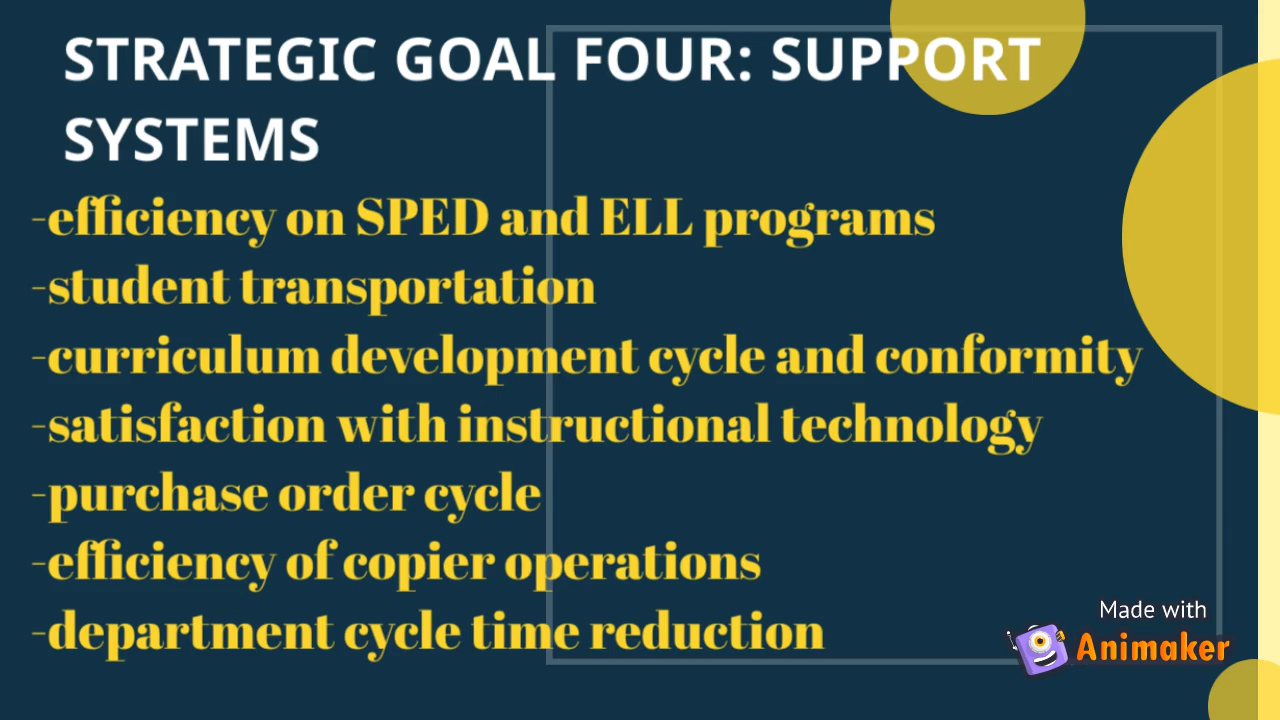 STRATEGIC GOAL FOUR: SUPPORT
SYSTEMS
-efficiency on SPED and ELL programs
-student transportation
-curriculum development cycle and conformity
-satisfaction with instructional technology
-purchase order cycle
-efficiency of copier operations
-department cycle time reduction
Made with
Animaker